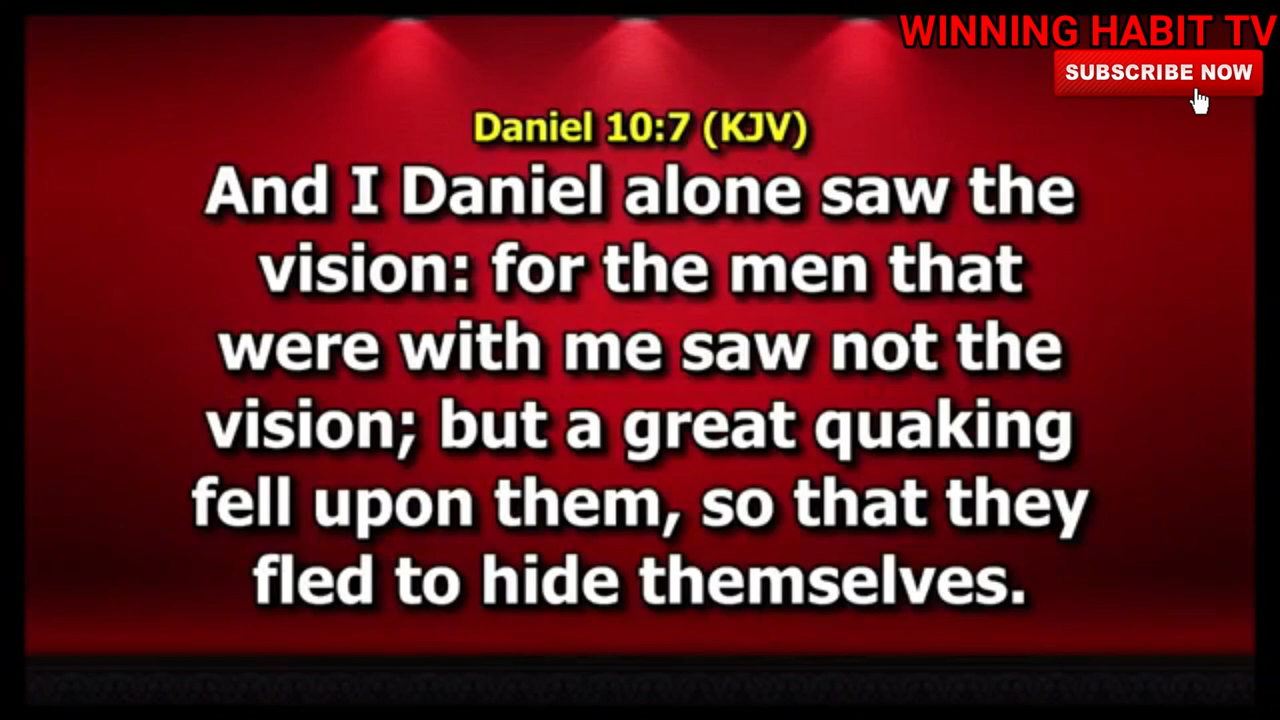 WINNING HABIT TV
SUBSCRIBE NOW
Daniel 10:7 (KJV)
And I Daniel alone saw the
vision: for the men that
were with me saw not the
vision; but a great quaking
fell upon them, so that they
fled to hide themselves.